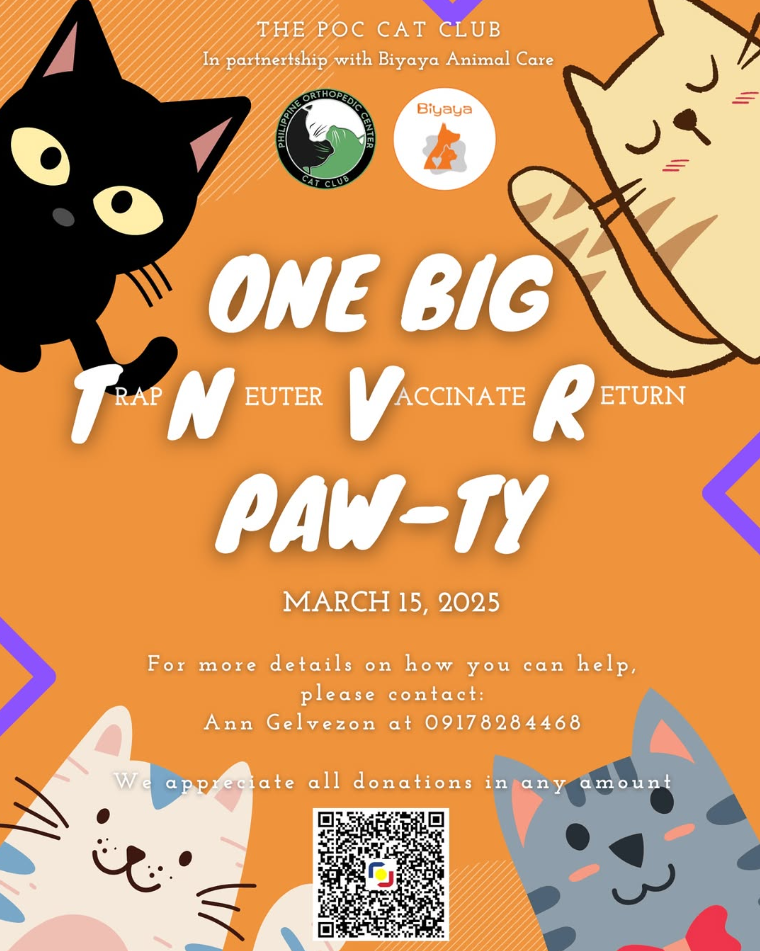 THE POC CAT CLUB
In partnertship with Biyaya Animal Care
PHILIPPINE ORTHOPEDIC CENTER
CAT CLUB
Biyaya
ONE BIG
TRAP NEUTER VACCINATE RETURN
PAW-TY
MARCH 15, 2025
For more details on how you can help,
please contact:
Ann Gelvezon at 09178284468
We appreciate all donations in any amount